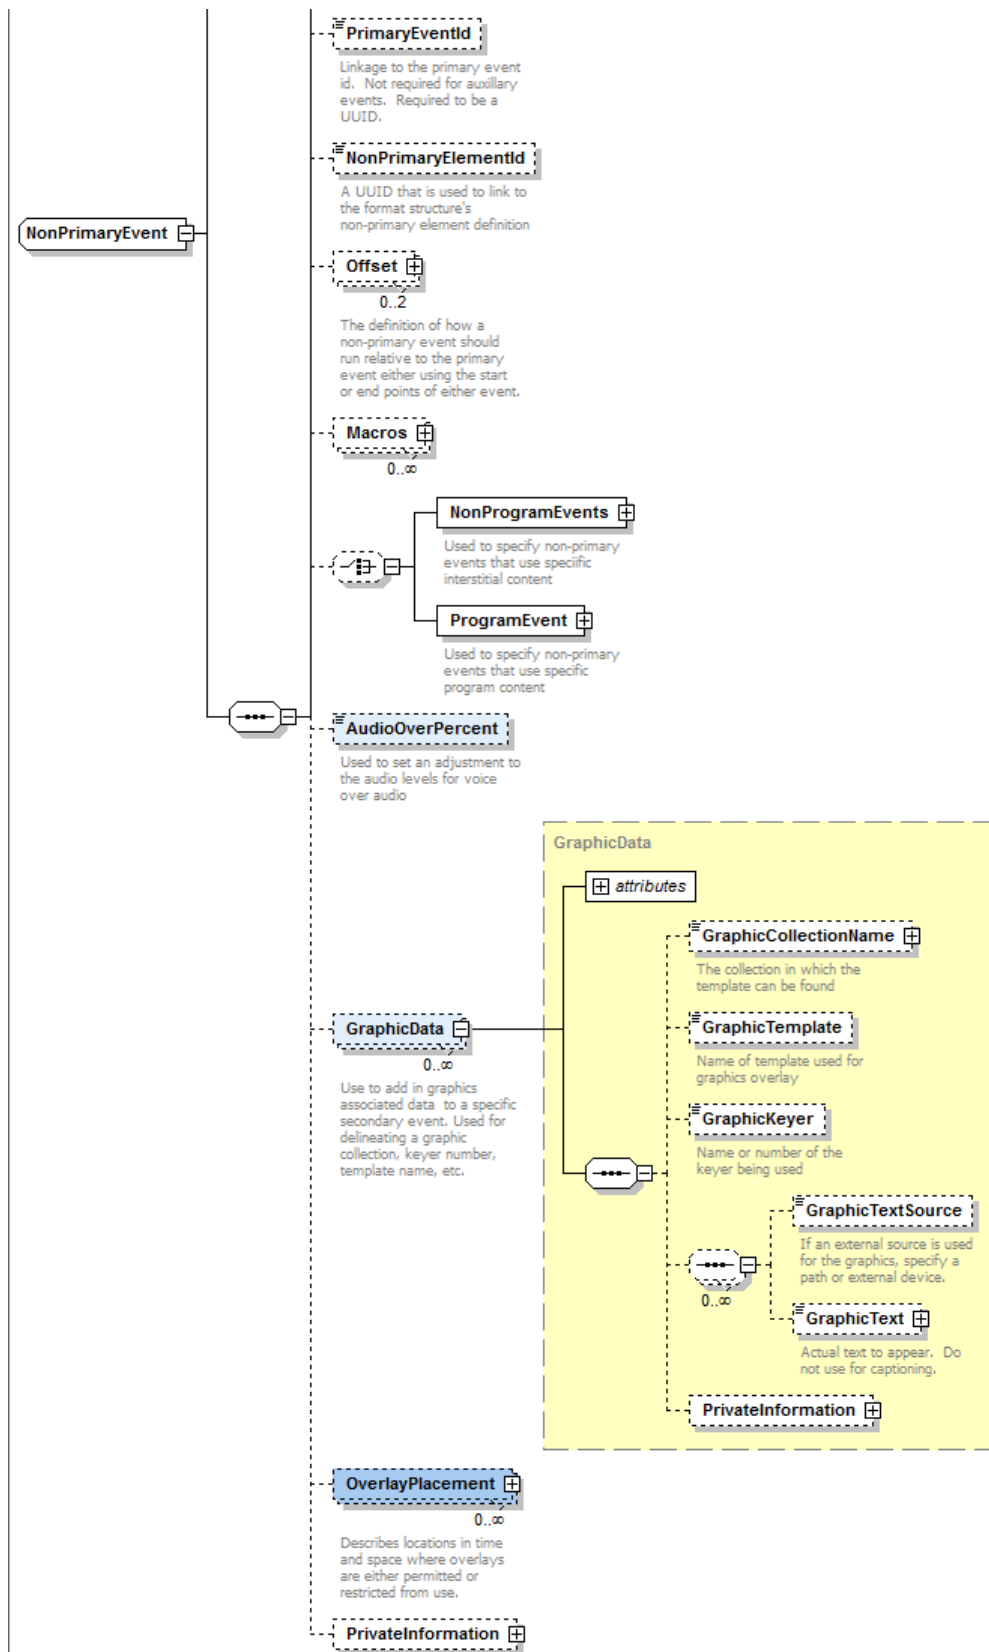 PrimaryEventId
Linkage to the primary event
id.  Not required for auxillary
events.  Required to be a
UUID.
NonPrimaryElementId
A UUID that is used to link to
the format structure's
non-primary element definition
NonPrimaryEvent
Offset
0..2
The definition of how a
non-primary event should
run relative to the primary
event either using the start
or end points of either event.
Macros
0..∞
NonProgramEvents
Used to specify non-primary
events that use speciific
interstitial content
ProgramEvent
Used to specify non-primary
events that use specific
program content
AudioOverPercent
Used to set an adjustment to
the audio levels for voice
over audio
GraphicData
attributes
GraphicCollectionName
The collection in which the
template can be found
GraphicData
0..∞
Use to add in graphics
associated data  to a specific
secondary event. Used for
delineating a graphic
collection, keyer number,
template name, etc.
GraphicTemplate
Name of template used for
graphics overlay
GraphicKeyer
Name or number of the
keyer being used
GraphicTextSource
If an external source is used
for the graphics, specify a
path or external device.
0..∞
GraphicText
Actual text to appear.  Do
not use for captioning.
PrivateInformation
OverlayPlacement
0..∞
Describes locations in time
and space where overlays
are either permitted or
restricted from use.
PrivateInformation